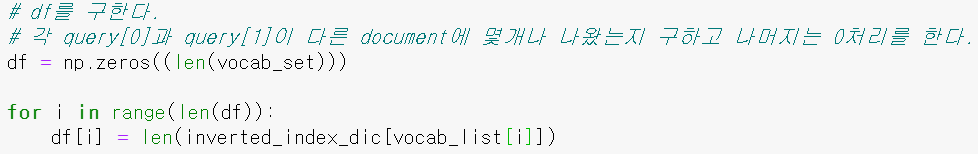 # df를 구한다.
# 각 query[0]과 query[1]이 다른 document에 몇개나 나왔는지 구하고 나머지는 0처리를 한다.
df = np.zeros((len(vocab_set)))
for i in range(len(df)):
    df[i] = len(inverted_index_dic[vocab_list[i]])